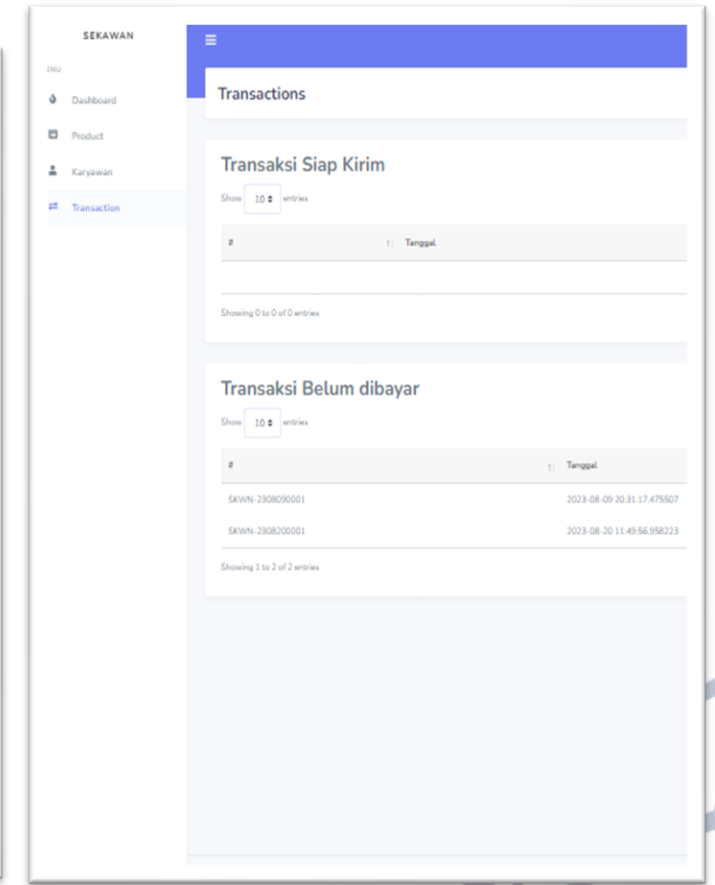 SEKAWAN
ENU
Dashboard
Product
Karyawan
Transaction
Transactions
Transaksi Siap Kirim
Show 10 entries
# Tanggal
Showing 0 to 0 of 0 entries
Transaksi Belum dibayar
Show 10 entries
# Tanggal
SKWN-2308090001 2023-08-09 20:31:17.475507
SKWN-2308200001 2023-08-20 11:49:56.958223
Showing 1 to 2 of 2 entries